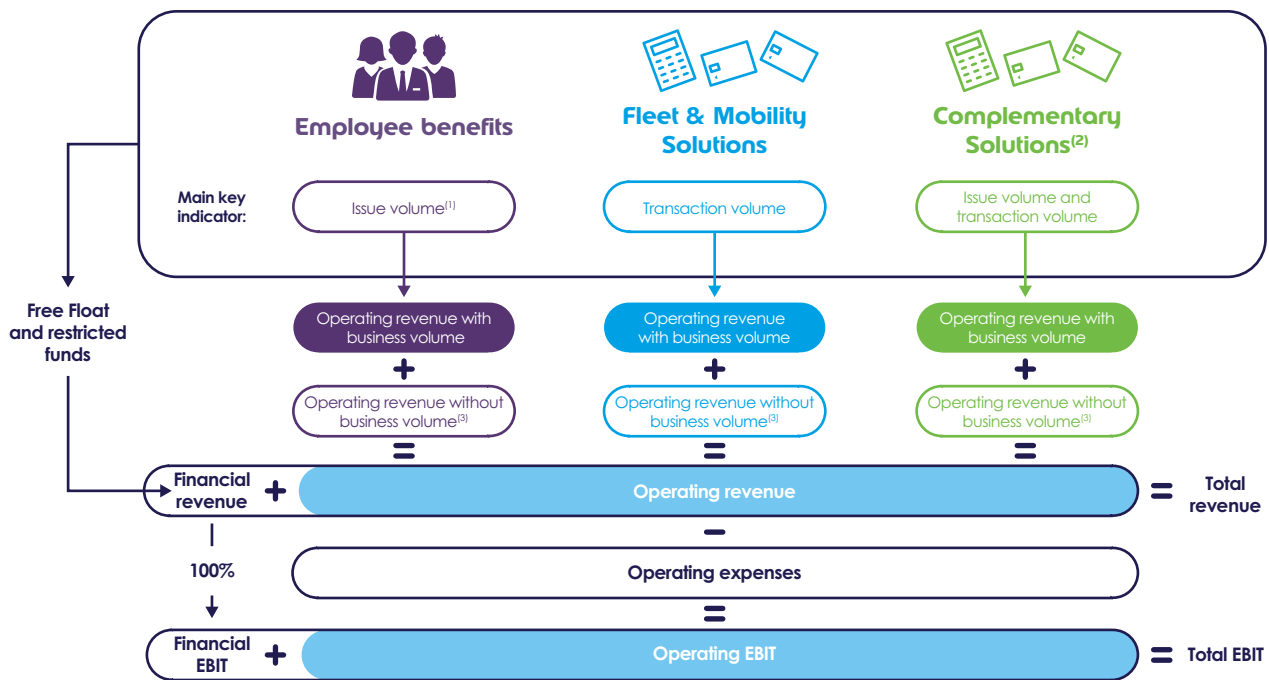 Employee benefits
Fleet & Mobility
Solutions
Complementary
Solutions(2)
Main key
indicator:
Issue volume(1)
Transaction volume
Issue volume and
transaction volume
Free Float
and restricted
funds
Operating revenue with
business volume
Operating revenue
with business volume
Operating revenue with
business volume
+
+
+
Operating revenue without
business volume(3)
Operating revenue without
business volume(3)
Operating revenue without
business volume(3)
=
=
=
Financial
revenue
+
Operating revenue
=
Total
revenue
–
100%
Operating expenses
=
Financial
EBIT
+
Operating EBIT
=
Total EBIT